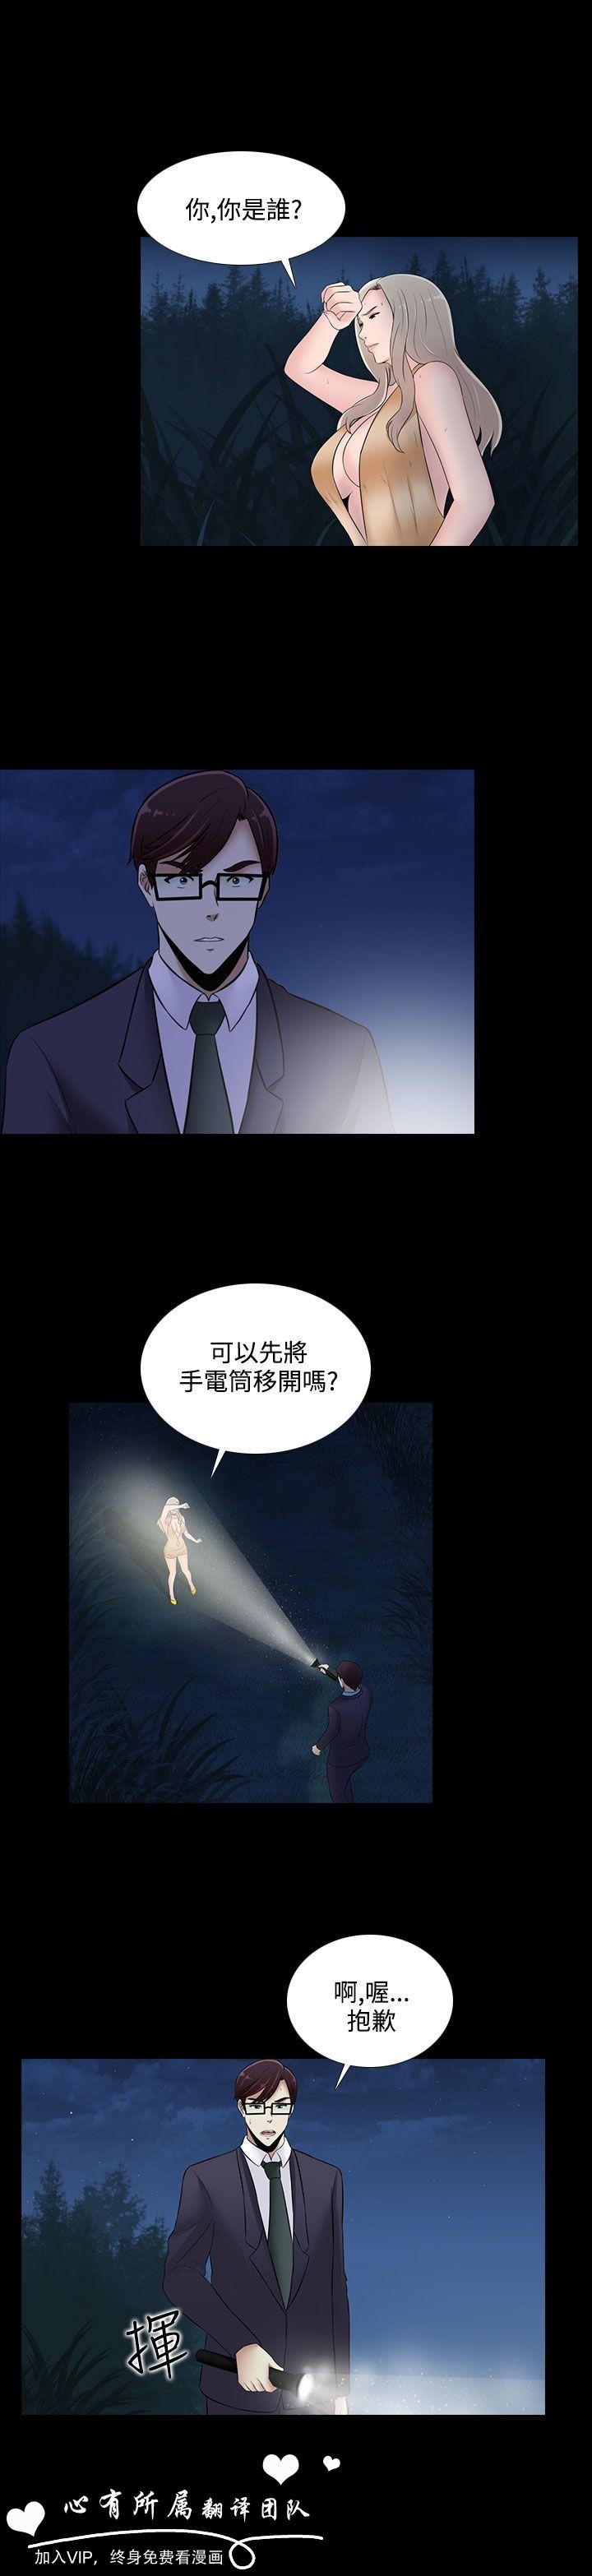 你,你是誰?
可以先將
手電筒移開嗎?
啊,喔...
抱歉
揮
心有所属翻译团队
加入VIP，终身免费看漫画